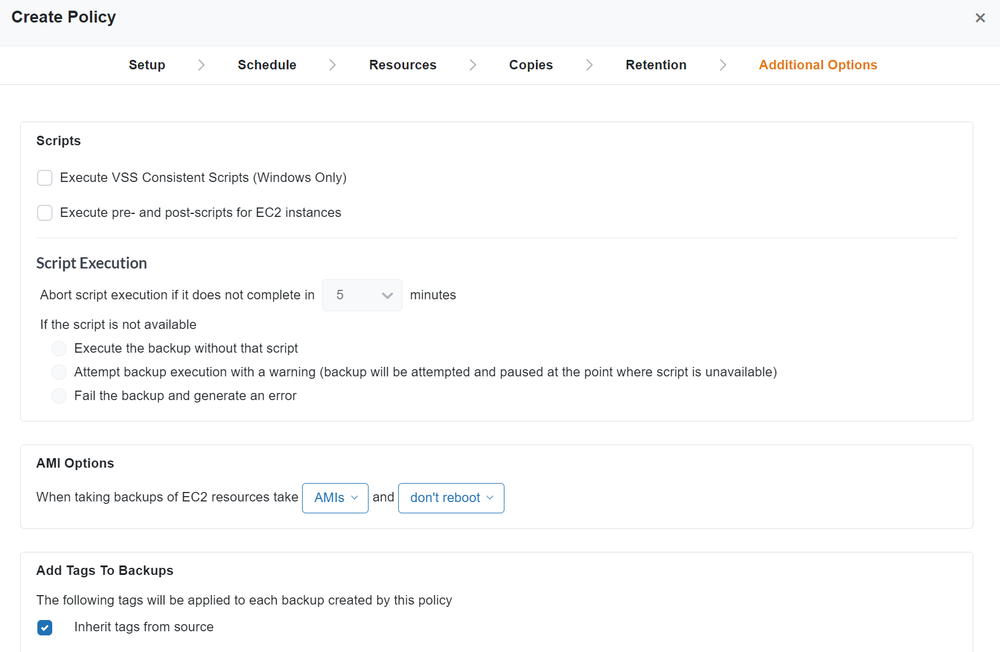 Create Policy
Setup Schedule Resources Copies Retention Additional Options
Scripts
Execute VSS Consistent Scripts (Windows Only)
Execute pre- and post-scripts for EC2 instances
Script Execution
Abort script execution if it does not complete in 5 minutes
If the script is not available
Execute the backup without that script
Attempt backup execution with a warning (backup will be attempted and paused at the point where script is unavailable)
Fail the backup and generate an error
AMI Options
When taking backups of EC2 resources take AMIs and don't reboot
Add Tags To Backups
The following tags will be applied to each backup created by this policy
Inherit tags from source